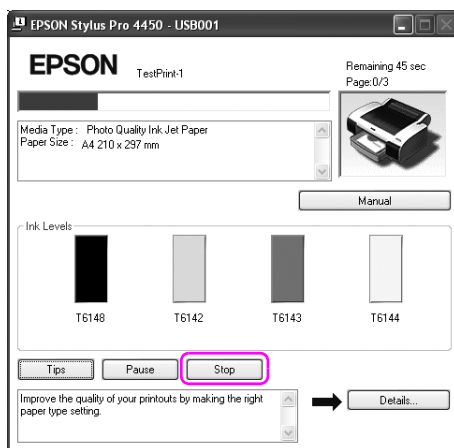 EPSON Stylus Pro 4450 - USB001
EPSON TestPrint-1
Remaining 45 sec
Page:0/3
Media Type : Photo Quality Ink Jet Paper
Paper Size : A4 210 x 297 mm
Manual
Ink Levels
T6148 T6142 T6143 T6144
Tips Pause Stop
Improve the quality of your printouts by making the right
paper type setting.
Details...